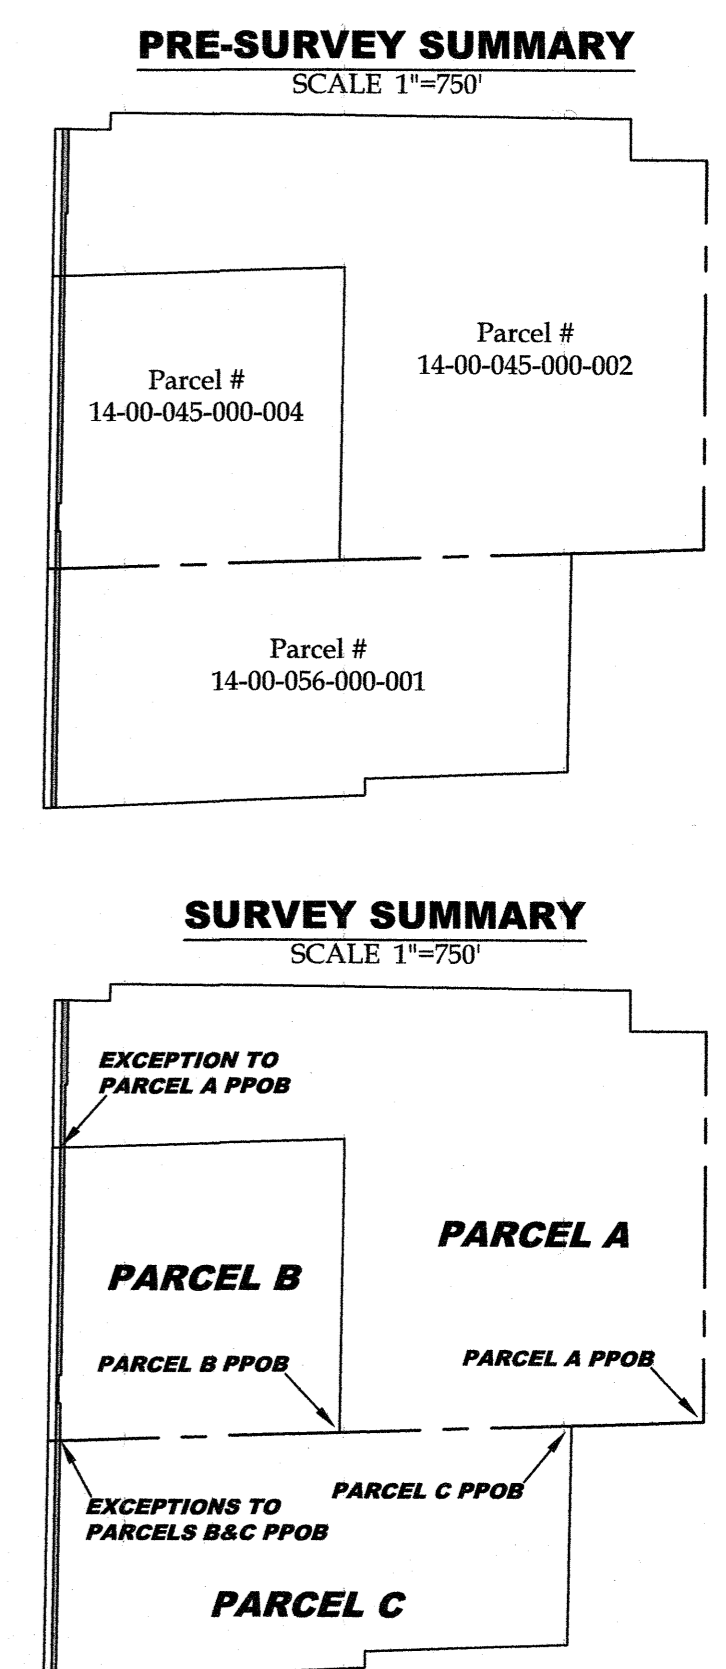 PRE-SURVEY SUMMARY
SCALE 1"=750'
Parcel #
14-00-045-000-002
Parcel #
14-00-045-000-004
Parcel #
14-00-056-000-001
SURVEY SUMMARY
SCALE 1"=750'
EXCEPTION TO
PARCEL A PPOB
PARCEL A
PARCEL B
PARCEL B PPOB
PARCEL A PPOB
PARCEL C PPOB
EXCEPTIONS TO
PARCELS B&C PPOB
PARCEL C